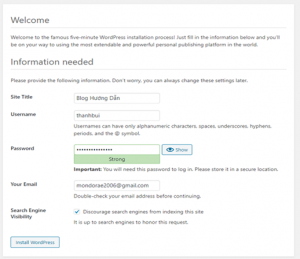 Welcome
Welcome to the famous five-minute WordPress installation process! Just fill in the information below and you'll
be on your way to using the most extendable and powerful personal publishing platform in the world.
Information needed
Please provide the following information. Don't worry, you can always change these settings later.
Site Title
Blog Hướng Dẫn
Username
thanhbui
Usernames can have only alphanumeric characters, spaces, underscores, hyphens,
periods, and the @ symbol.
Password
•••••••••••••••
Show
Strong
Important: You will need this password to log in. Please store it in a secure location.
Your Email
mondorae2006@gmail.com
Double-check your email address before continuing.
Search Engine
Visibility
Discourage search engines from indexing this site
It is up to search engines to honor this request.
Install WordPress